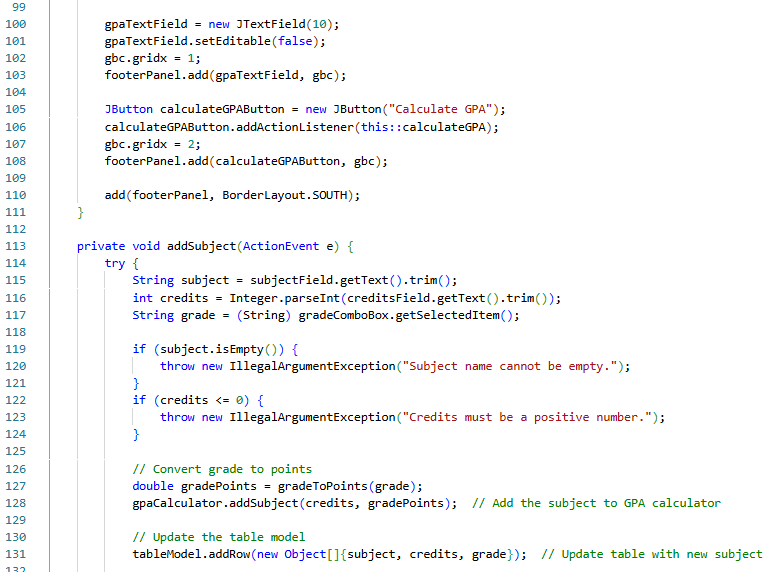 99
100 gpaTextField = new JTextField(10);
101 gpaTextField.setEditable(false);
102 gbc.gridx = 1;
103 footerPanel.add(gpaTextField, gbc);
104
105 JButton calculateGPAButton = new JButton("Calculate GPA");
106 calculateGPAButton.addActionListener(this::calculateGPA);
107 gbc.gridx = 2;
108 footerPanel.add(calculateGPAButton, gbc);
109
110 add(footerPanel, BorderLayout.SOUTH);
111 }
112
113 private void addSubject(ActionEvent e) {
114 try {
115 String subject = subjectField.getText().trim();
116 int credits = Integer.parseInt(creditsField.getText().trim());
117 String grade = (String) gradeComboBox.getSelectedItem();
118
119 if (subject.isEmpty()) {
120 throw new IllegalArgumentException("Subject name cannot be empty.");
121 }
122 if (credits <= 0) {
123 throw new IllegalArgumentException("Credits must be a positive number.");
124 }
125
126 // Convert grade to points
127 double gradePoints = gradeToPoints(grade);
128 gpaCalculator.addSubject(credits, gradePoints);  // Add the subject to GPA calculator
129
130 // Update the table model
131 tableModel.addRow(new Object[]{subject, credits, grade});  // Update table with new subject
132